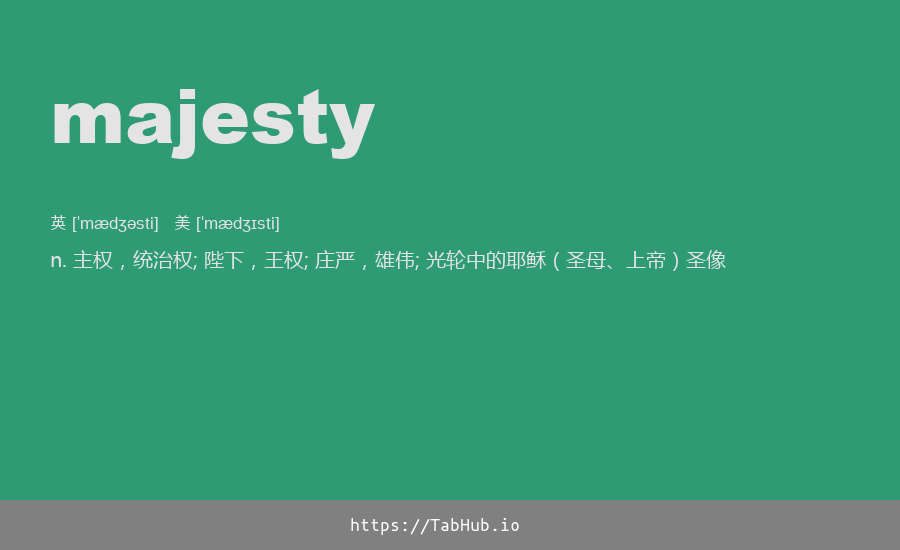 majesty
英 ['mædʒəsti] 美 ['mædʒɪsti]
n. 主权，统治权; 陛下，王权; 庄严，雄伟; 光轮中的耶稣（圣母、上帝）圣像
https://TabHub.io